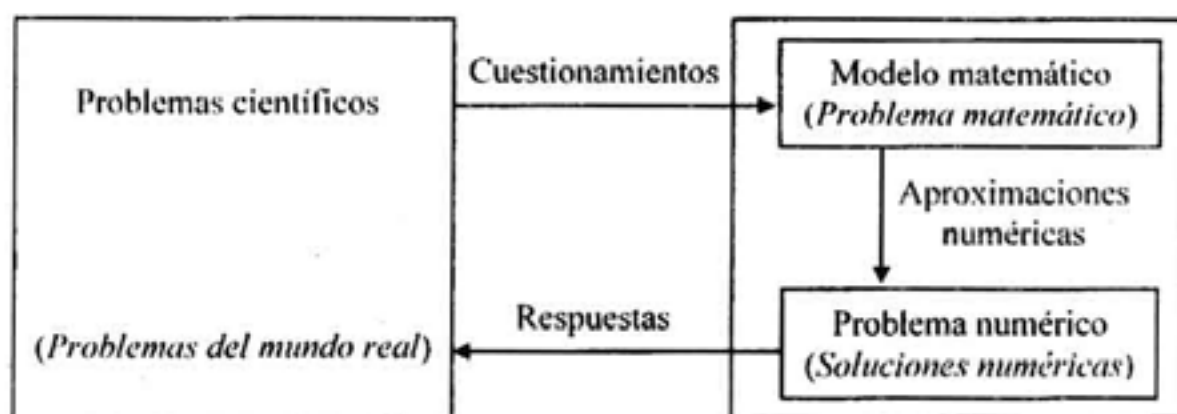 Problemas científicos
(Problemas del mundo real)
Cuestionamientos
Modelo matemático
(Problema matemático)
Aproximaciones
numéricas
Problema numérico
(Soluciones numéricas)
Respuestas